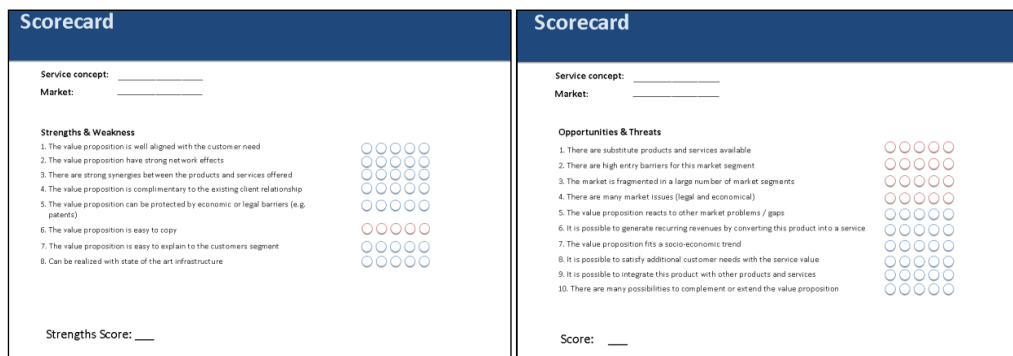 Scorecard
Service concept: _______________
Market: _______________
Strengths & Weakness
1. The value proposition is well aligned with the customer need
2. The value proposition have strong network effects
3. There are strong synergies between the products and services offered
4. The value proposition is complimentary to the existing client relationship
5. The value proposition can be protected by economic or legal barriers (e.g.
patents)
6. The value proposition is easy to copy
7. The value proposition is easy to explain to the customers segment
8. Can be realized with state of the art infrastructure
Strengths Score: ___
Scorecard
Service concept: _______________
Market: _______________
Opportunities & Threats
1. There are substitute products and services available
2. There are high entry barriers for this market segment
3. The market is fragmented in a large number of market segments
4. There are many market issues (legal and economical)
5. The value proposition reacts to other market problems / gaps
6. It is possible to generate recurring revenues by converting this product into a service
7. The value proposition fits a socio-economic trend
8. It is possible to satisfy additional customer needs with the service value
9. It is possible to integrate this product with other products and services
10. There are many possibilities to complement or extend the value proposition
Score: ___